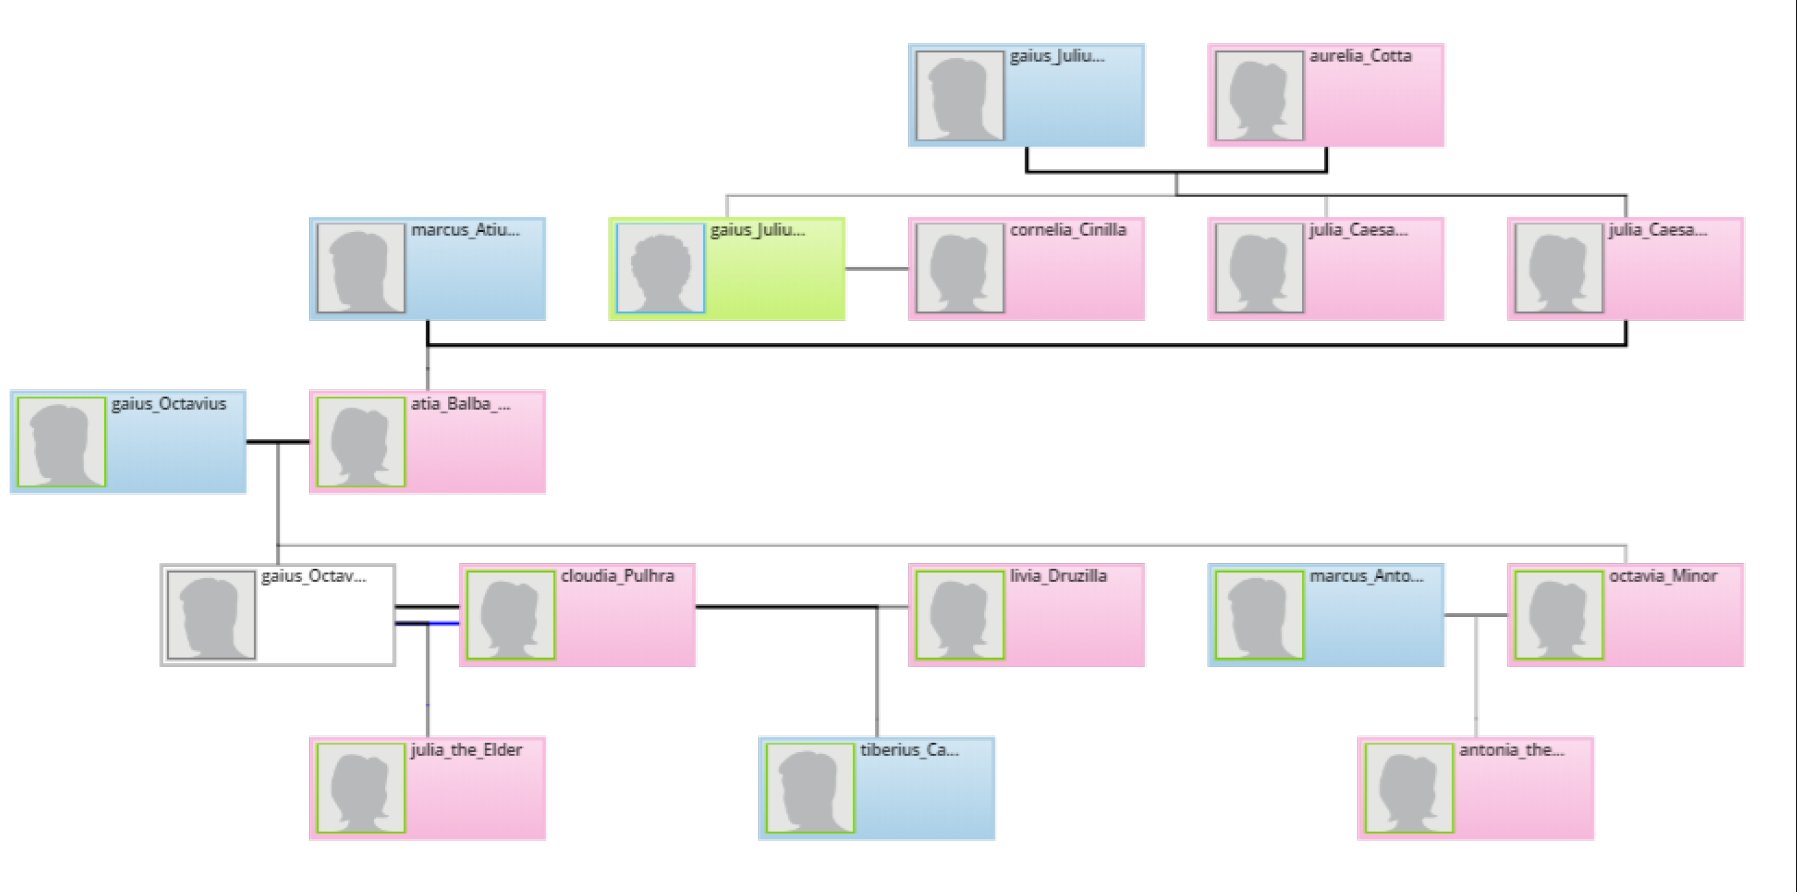 gaius_Juliu...
aurelia_Cotta
marcus_Atiu...
gaius_Juliu...
cornelia_Cinilla
julia_Caesa...
julia_Caesa...
gaius_Octavius
atia_Balba_...
gaius_Octav...
cloudia_Pulhra
livia_Druzilla
marcus_Anto...
octavia_Minor
julia_the_Elder
tiberius_Ca...
antonia_the...